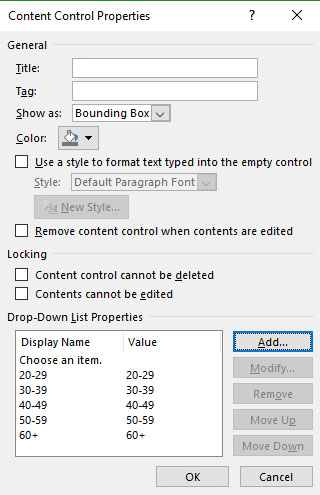 Content Control Properties ? ×
General
Title:
Tag:
Show as: Bounding Box
Color:
Use a style to format text typed into the empty control
Style: Default Paragraph Font
New Style...
Remove content control when contents are edited
Locking
Content control cannot be deleted
Contents cannot be edited
Drop-Down List Properties
Display Name Value
Choose an item.
20-29 20-29
30-39 30-39
40-49 40-49
50-59 50-59
60+ 60+
Add...
Modify...
Remove
Move Up
Move Down
OK Cancel